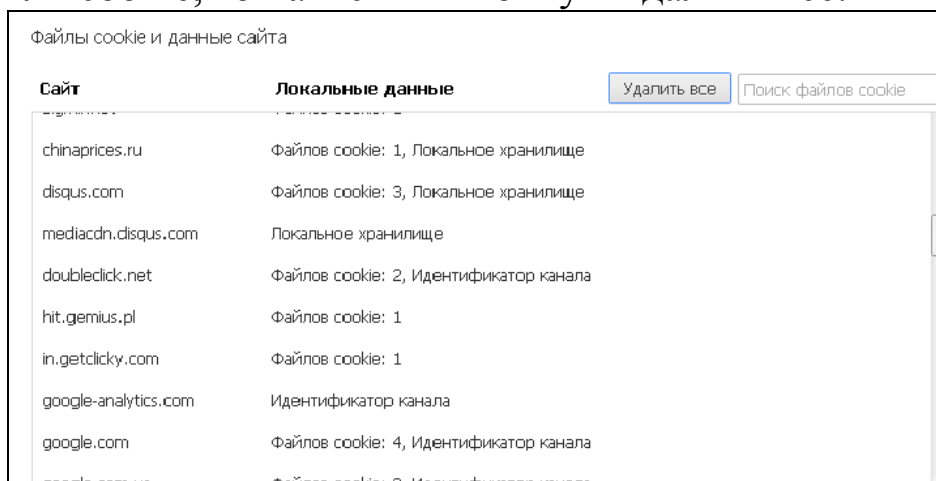 Файлы cookie и данные сайта
Сайт Локальные данные Удалить все Поиск файлов cookie
chinaprices.ru Файлов cookie: 1, Локальное хранилище
disqus.com Файлов cookie: 3, Локальное хранилище
mediacdn.disqus.com Локальное хранилище
doubleclick.net Файлов cookie: 2, Идентификатор канала
hit.gemius.pl Файлов cookie: 1
in.getclicky.com Файлов cookie: 1
google-analytics.com Идентификатор канала
google.com Файлов cookie: 4, Идентификатор канала